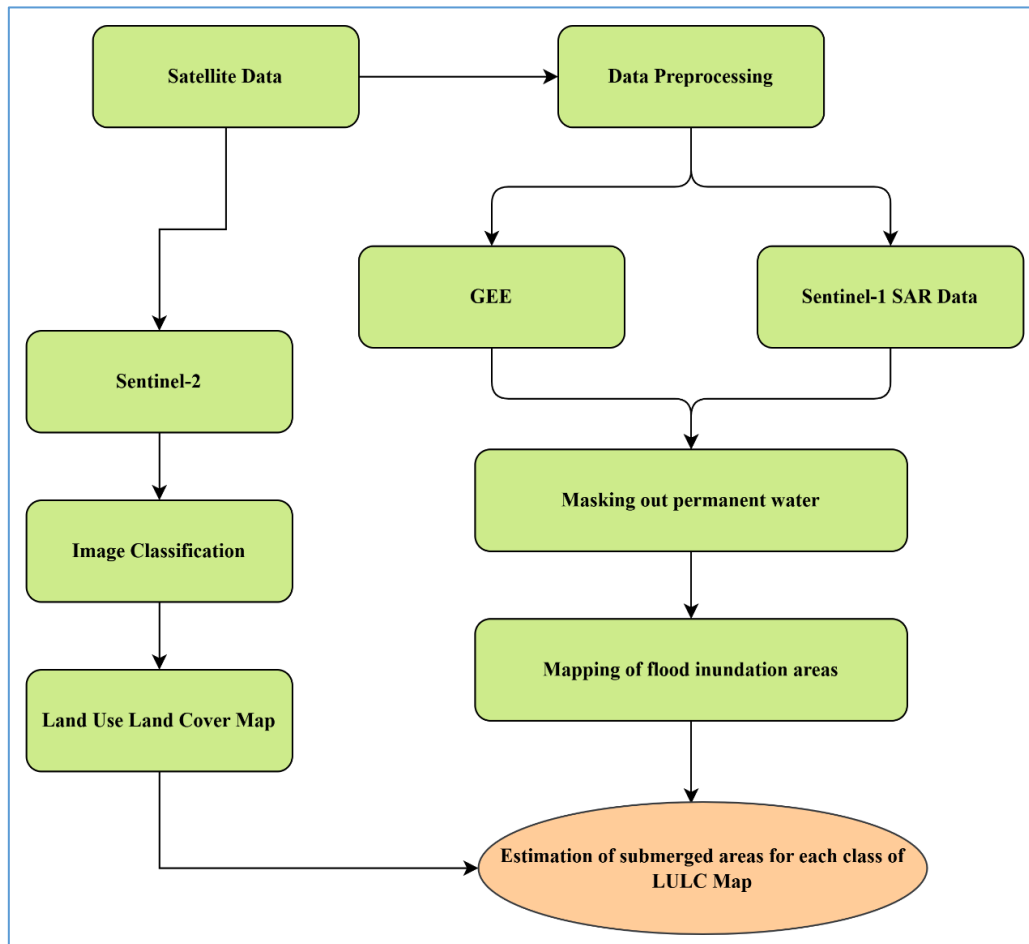 Satellite Data
Data Preprocessing
GEE
Sentinel-1 SAR Data
Sentinel-2
Masking out permanent water
Image Classification
Mapping of flood inundation areas
Land Use Land Cover Map
Estimation of submerged areas for each class of
LULC Map